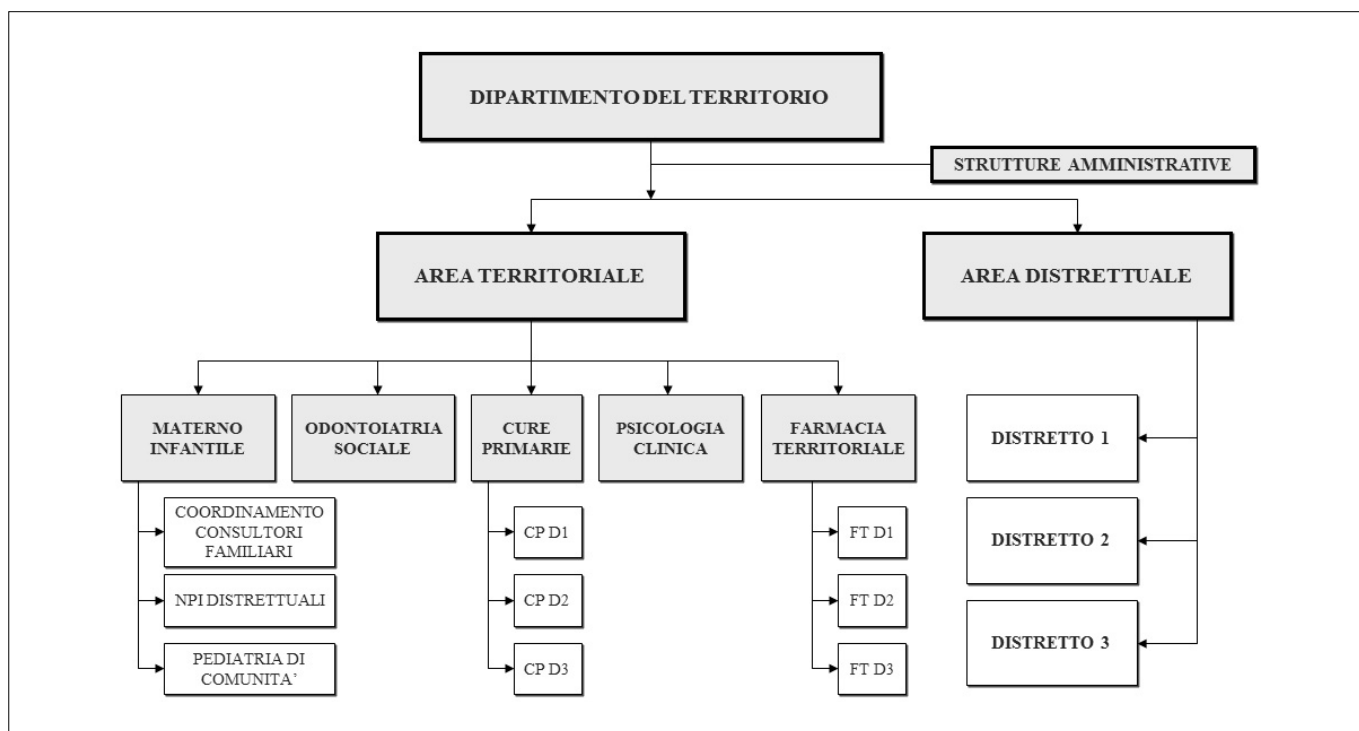 DIPARTIMENTO DEL TERRITORIO
STRUTTURE AMMINISTRATIVE
AREA TERRITORIALE
AREA DISTRETTUALE
MATERNO
INFANTILE
ODONTOIATRIA
SOCIALE
CURE
PRIMARIE
PSICOLOGIA
CLINICA
FARMACIA
TERRITORIALE
COORDINAMENTO
CONSULTORI
FAMILIARI
NPI DISTRETTUALI
PEDIATRIA DI
COMUNITA’
CP D1
CP D2
CP D3
FT D1
FT D2
FT D3
DISTRETTO 1
DISTRETTO 2
DISTRETTO 3